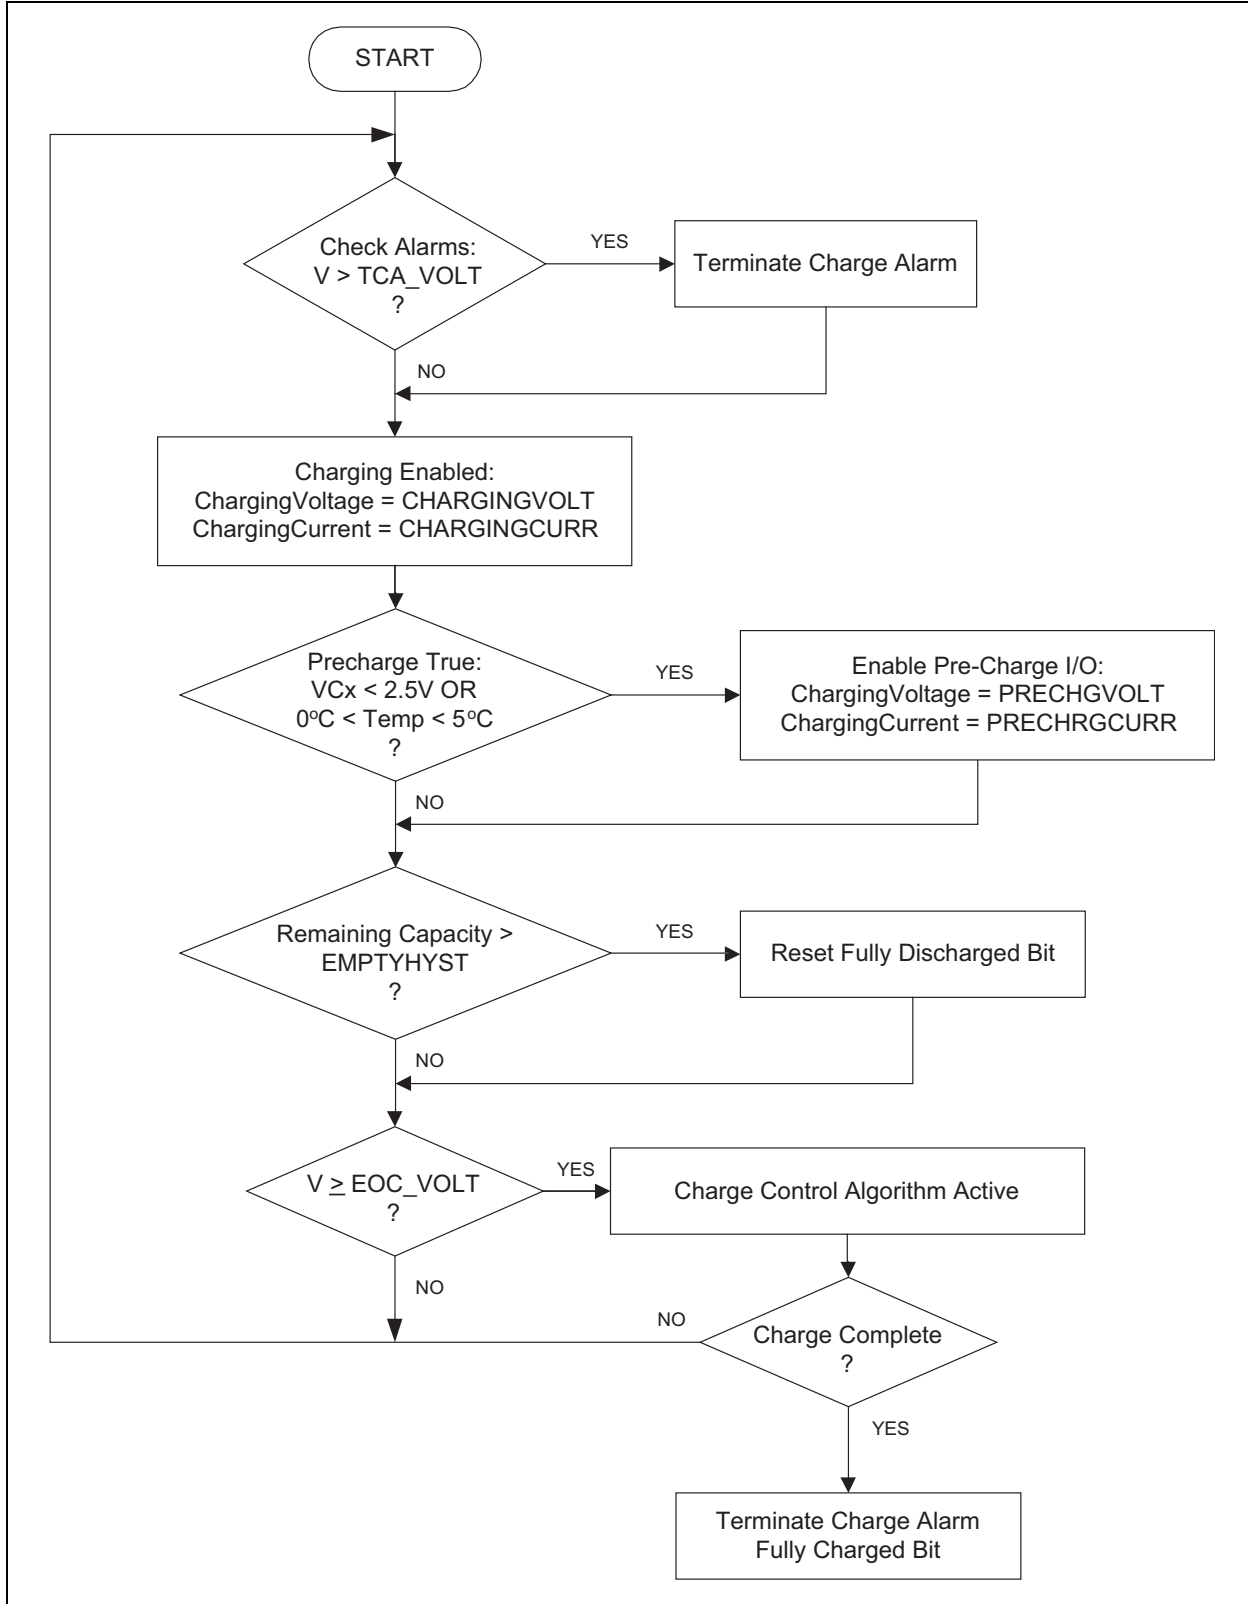 START
Check Alarms:
V > TCA_VOLT
?
YES
Terminate Charge Alarm
NO
Charging Enabled:
ChargingVoltage = CHARGINGVOLT
ChargingCurrent = CHARGINGCURR
Precharge True:
VCx < 2.5V OR
0°C < Temp < 5°C
?
YES
Enable Pre-Charge I/O:
ChargingVoltage = PRECHGVOLT
ChargingCurrent = PRECHRGCURR
NO
Remaining Capacity >
EMPTYHYST
?
YES
Reset Fully Discharged Bit
NO
V ≥ EOC_VOLT
?
YES
Charge Control Algorithm Active
NO
NO
Charge Complete
?
YES
Terminate Charge Alarm
Fully Charged Bit